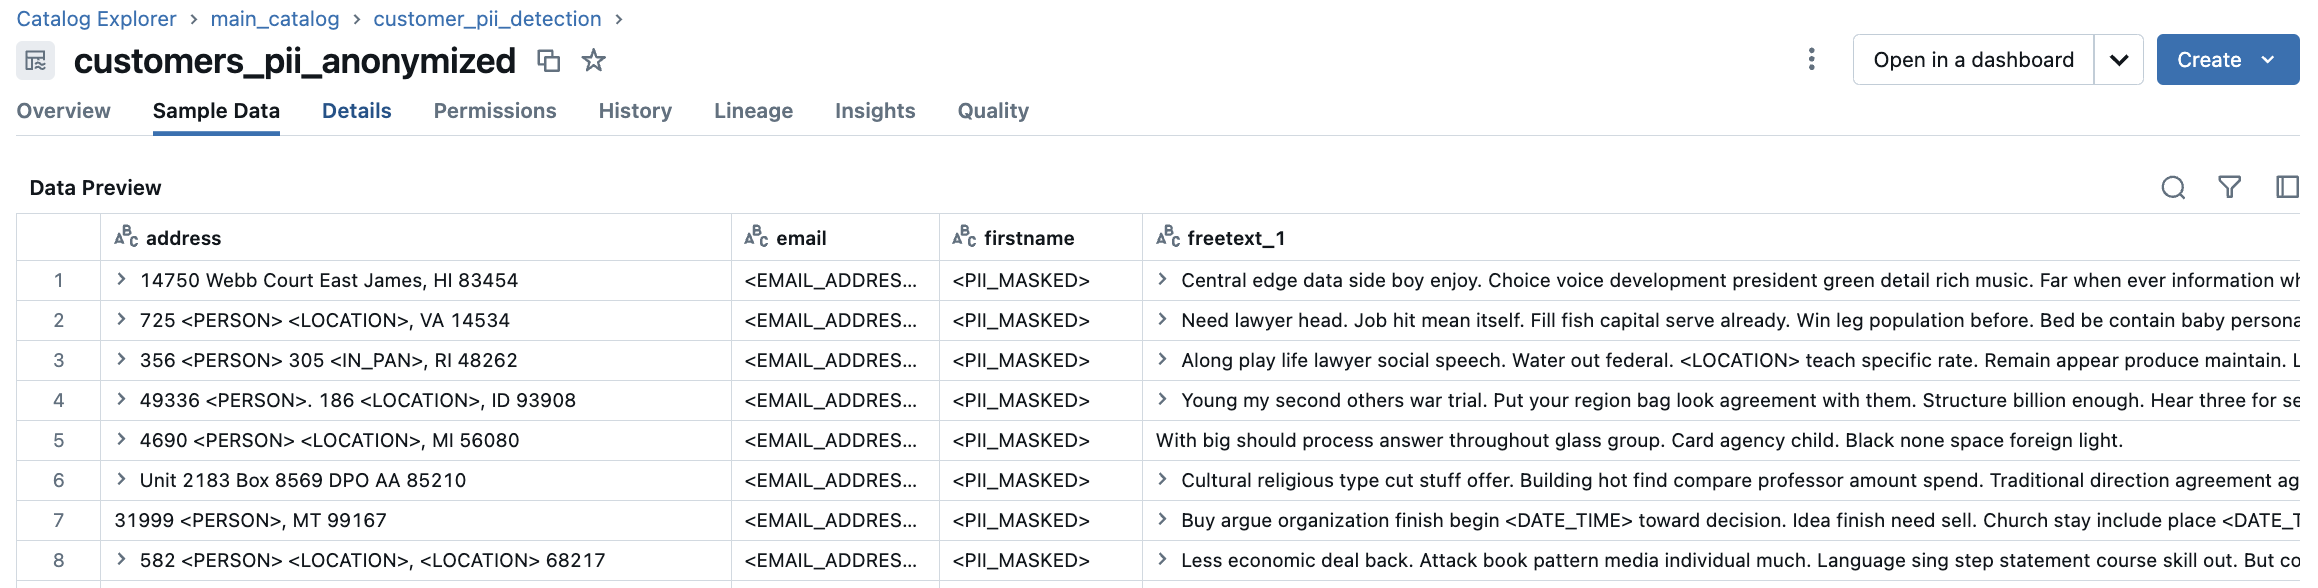 Catalog Explorer > main_catalog > customer_pii_detection >
customers_pii_anonymized
Open in a dashboard
Create
Overview Sample Data Details Permissions History Lineage Insights Quality
Data Preview
address email firstname freetext_1
1 14750 Webb Court East James, HI 83454 <EMAIL_ADDRES... <PII_MASKED> Central edge data side boy enjoy. Choice voice development president green detail rich music. Far when ever information wh
2 725 <PERSON> <LOCATION>, VA 14534 <EMAIL_ADDRES... <PII_MASKED> Need lawyer head. Job hit mean itself. Fill fish capital serve already. Win leg population before. Bed be contain baby persona
3 356 <PERSON> 305 <IN_PAN>, RI 48262 <EMAIL_ADDRES... <PII_MASKED> Along play life lawyer social speech. Water out federal. <LOCATION> teach specific rate. Remain appear produce maintain. L
4 49336 <PERSON>. 186 <LOCATION>, ID 93908 <EMAIL_ADDRES... <PII_MASKED> Young my second others war trial. Put your region bag look agreement with them. Structure billion enough. Hear three for se
5 4690 <PERSON> <LOCATION>, MI 56080 <EMAIL_ADDRES... <PII_MASKED> With big should process answer throughout glass group. Card agency child. Black none space foreign light.
6 Unit 2183 Box 8569 DPO AA 85210 <EMAIL_ADDRES... <PII_MASKED> Cultural religious type cut stuff offer. Building hot find compare professor amount spend. Traditional direction agreement ag
7 31999 <PERSON>, MT 99167 <EMAIL_ADDRES... <PII_MASKED> Buy argue organization finish begin <DATE_TIME> toward decision. Idea finish need sell. Church stay include place <DATE_T
8 582 <PERSON> <LOCATION>, <LOCATION> 68217 <EMAIL_ADDRES... <PII_MASKED> Less economic deal back. Attack book pattern media individual much. Language sing step statement course skill out. But co